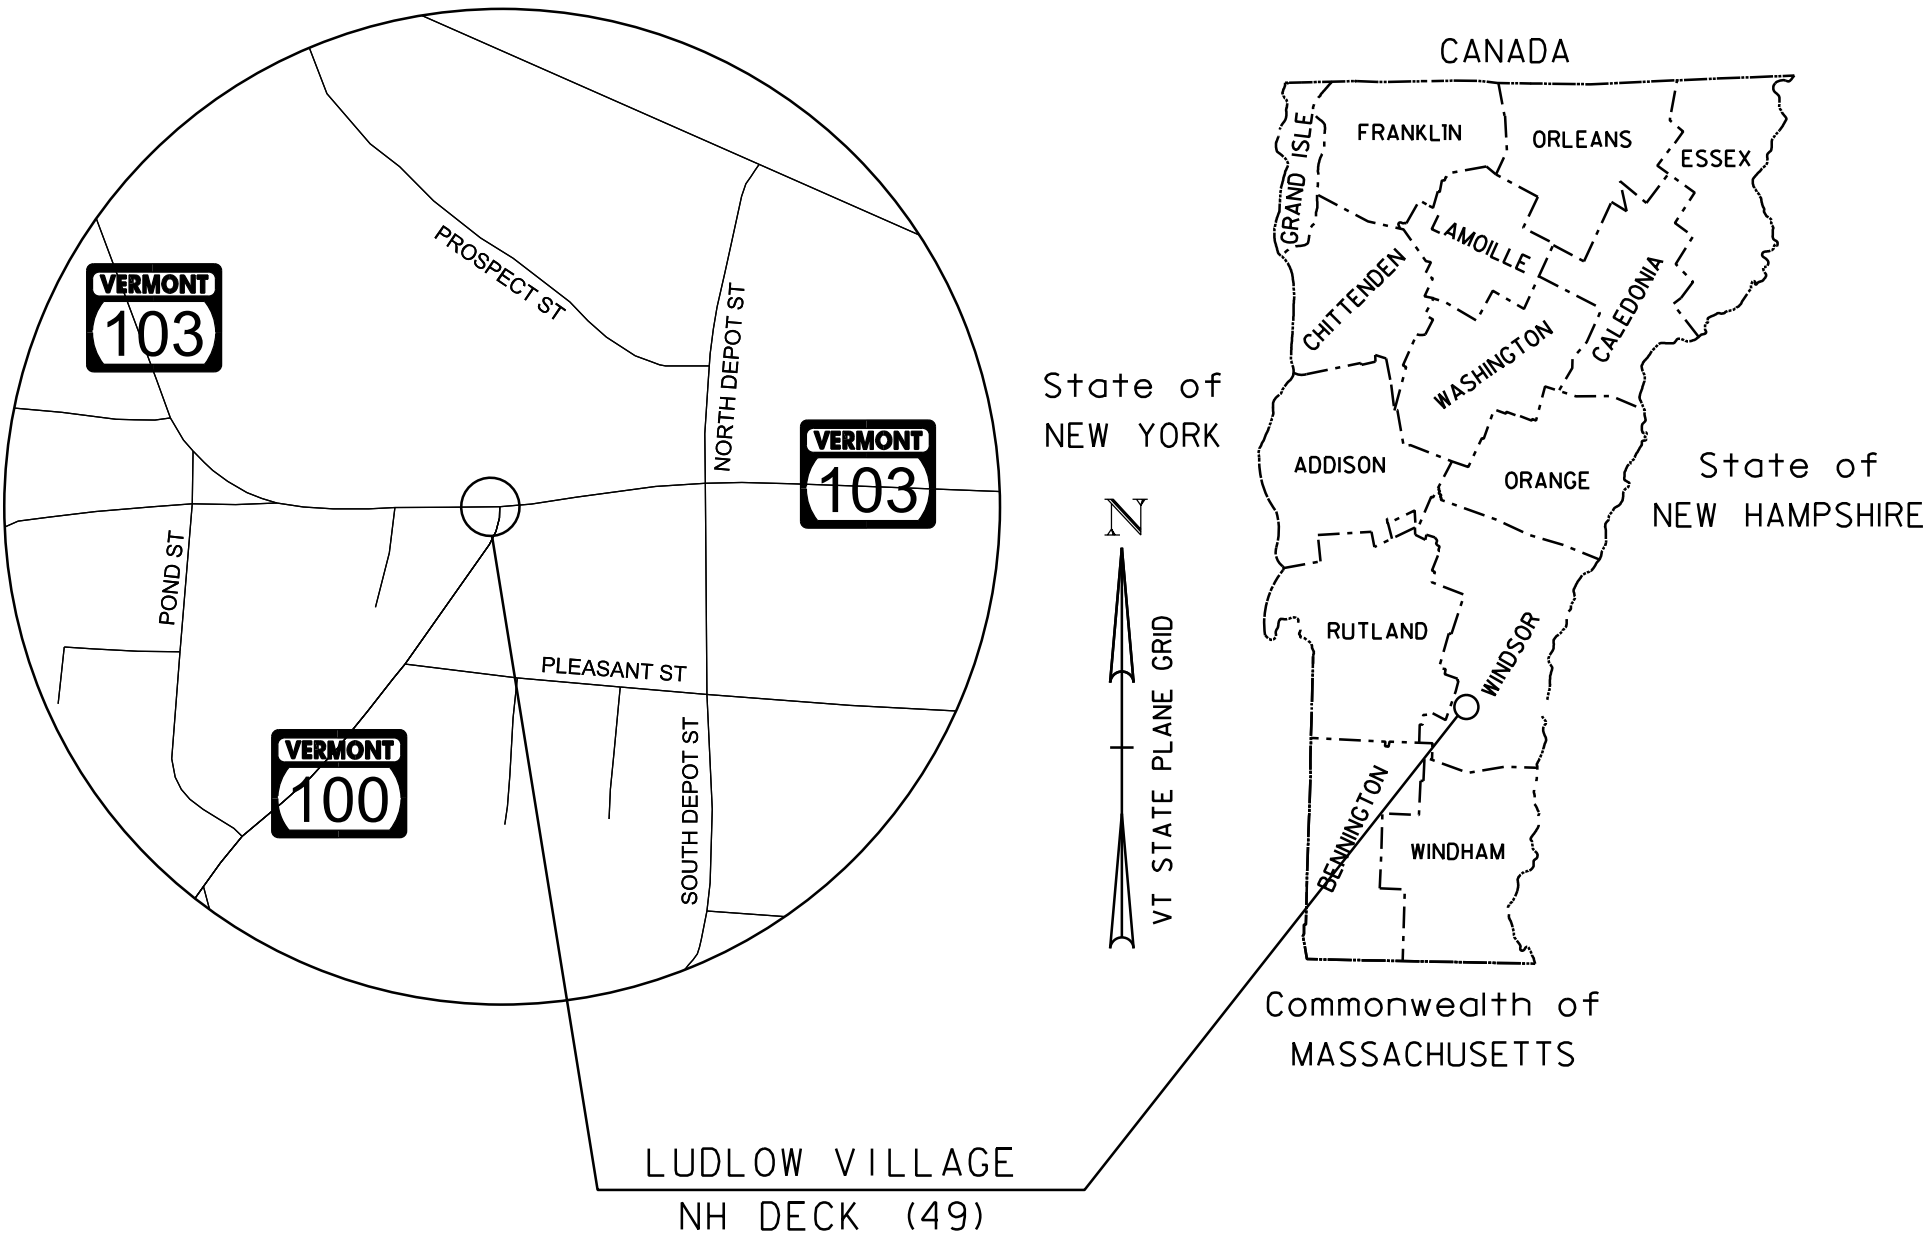 PROSPECT ST
NORTH DEPOT ST
VERMONT
103
VERMONT
103
POND ST
PLEASANT ST
VERMONT
100
SOUTH DEPOT ST
CANADA
GRAND ISLE
FRANKLIN
ORLEANS
ESSEX
LAMOILLE
CHITTENDEN
CALEDONIA
WASHINGTON
State of
NEW YORK
ADDISON
ORANGE
State of
NEW HAMPSHIRE
N
VT STATE PLANE GRID
RUTLAND
WINDSOR
BENNINGTON
WINDHAM
Commonwealth of
MASSACHUSETTS
LUDLOW VILLAGE
NH DECK (49)